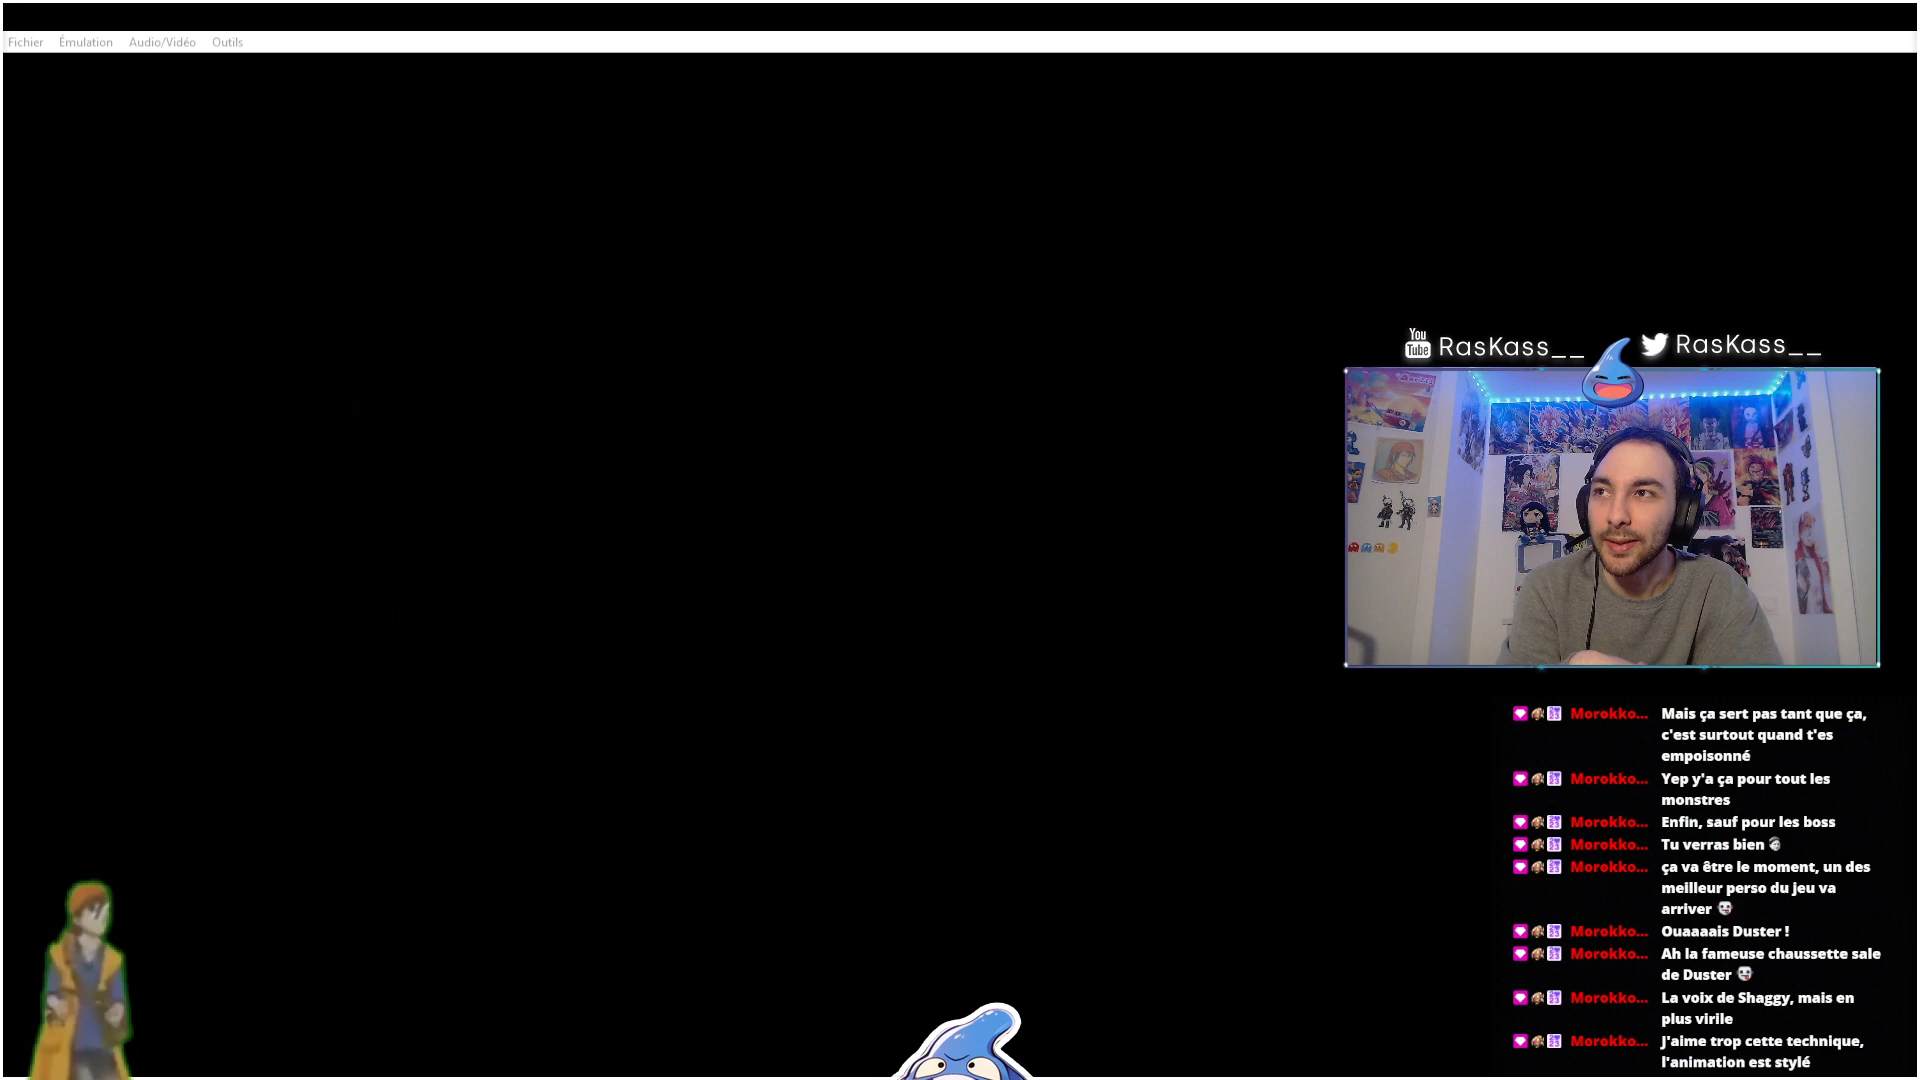 Fichier Émulation Audio/Vidéo Outils
You
Tube RasKass__ RasKass__
Morokko... Mais ça sert pas tant que ça,
c'est surtout quand t'es
empoisonné
Morokko... Yep y'a ça pour tout les
monstres
Morokko... Enfin, sauf pour les boss
Morokko... Tu verras bien
Morokko... ça va être le moment, un des
meilleur perso du jeu va
arriver
Morokko... Ouaaaais Duster !
Morokko... Ah la fameuse chaussette sale
de Duster
Morokko... La voix de Shaggy, mais en
plus virile
Morokko... J'aime trop cette technique,
l'animation est stylé